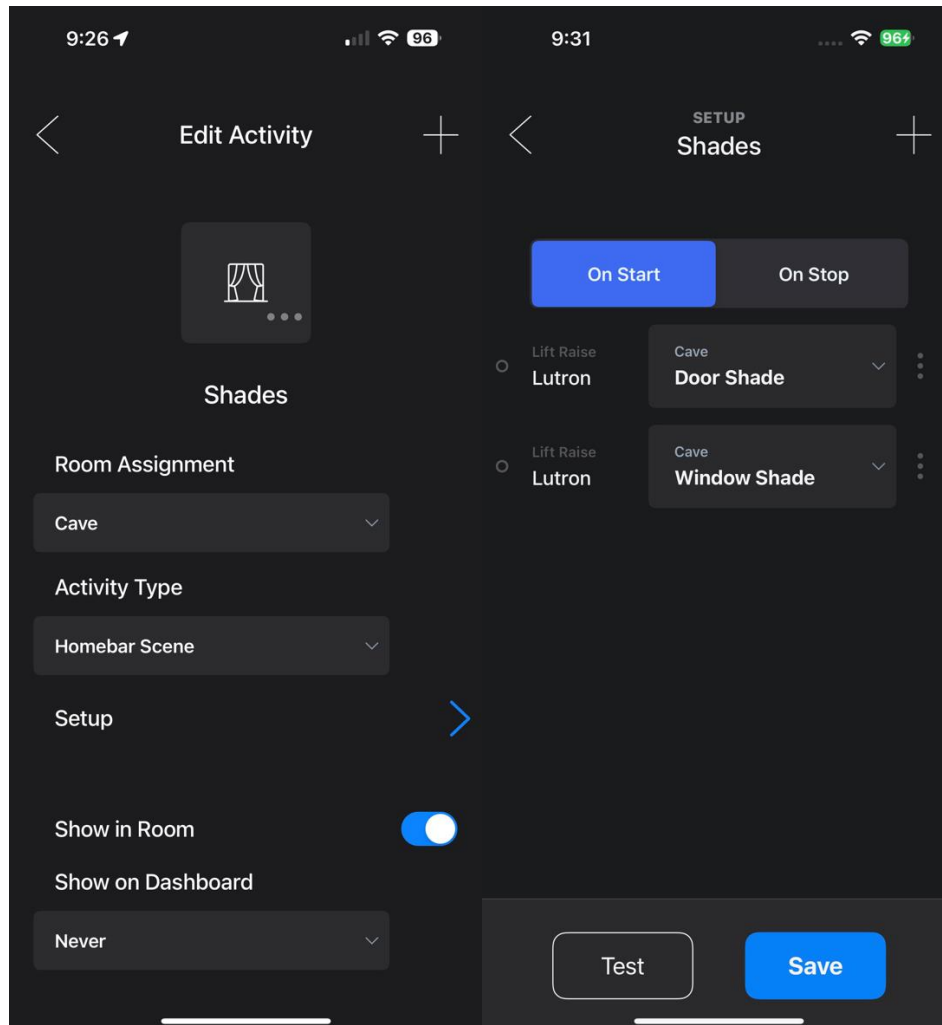 9:26
96
Edit Activity
Shades
Room Assignment
Cave
Activity Type
Homebar Scene
Setup
Show in Room
Show on Dashboard
Never
9:31
96
SETUP
Shades
On Start
On Stop
Lift Raise
Lutron
Cave
Door Shade
Lift Raise
Lutron
Cave
Window Shade
Test
Save